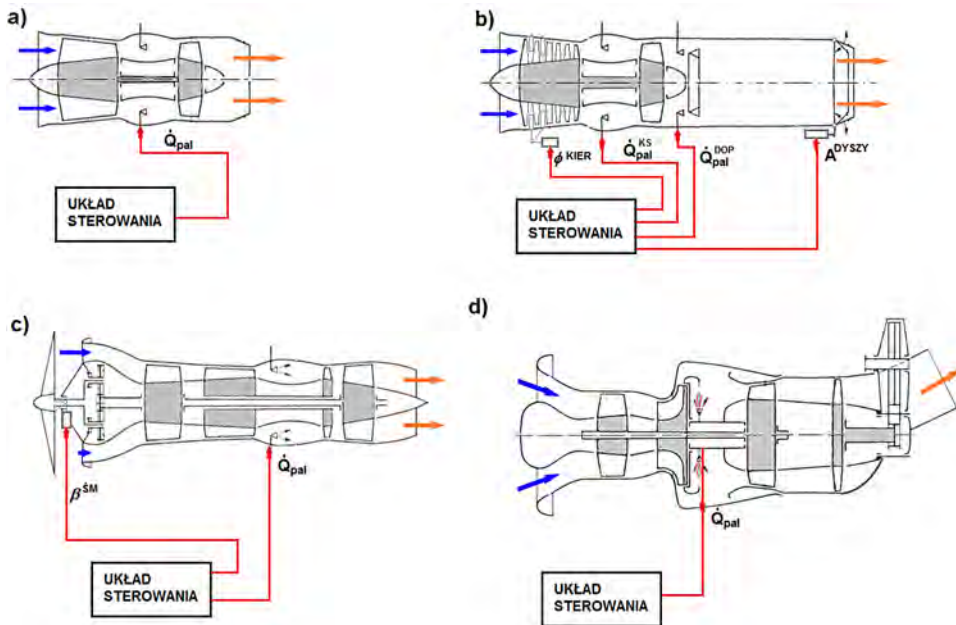 a)
Q̇pal
UKŁAD
STEROWANIA
b)
ϕ KIER
Q̇pal KS
Q̇pal DOP
A DYSZY
UKŁAD
STEROWANIA
c)
β ŚM
Q̇pal
UKŁAD
STEROWANIA
d)
Q̇pal
UKŁAD
STEROWANIA